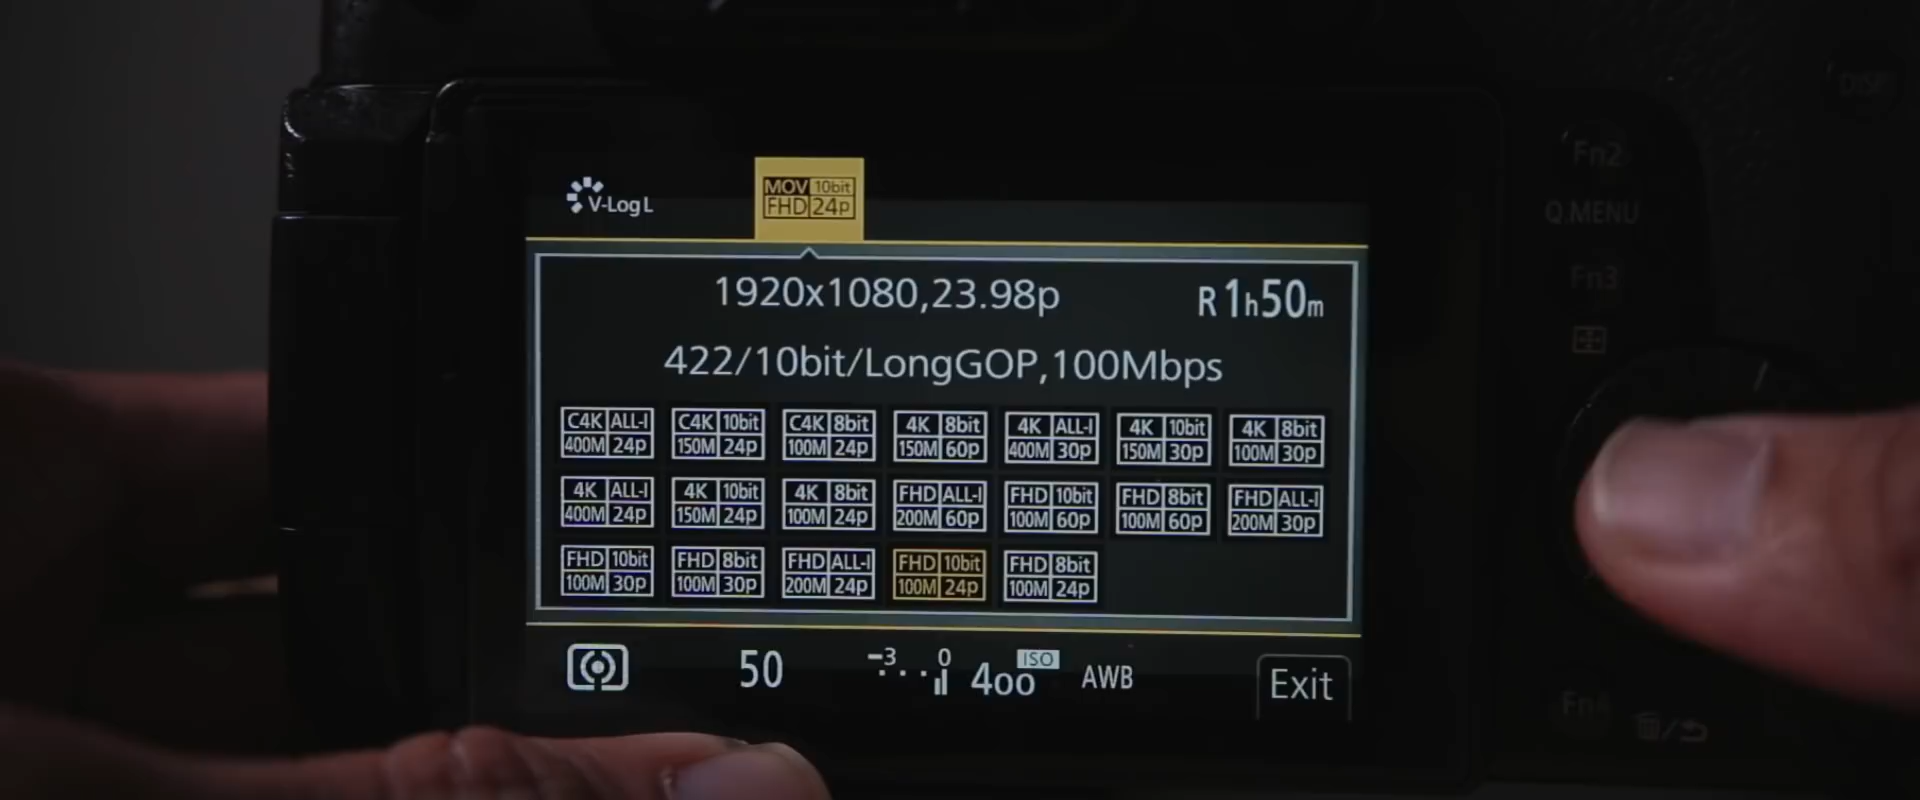 DISP.
Fn2
V-Log L
MOV 10bit
FHD 24p
Q.MENU
1920x1080,23.98p R1h50m
Fn3
422/10bit/LongGOP,100Mbps
C4K ALL-I C4K 10bit C4K 8bit 4K 8bit 4K ALL-I 4K 10bit 4K 8bit
400M 24p 150M 24p 100M 24p 150M 60p 400M 30p 150M 30p 100M 30p
4K ALL-I 4K 10bit 4K 8bit FHD ALL-I FHD 10bit FHD 8bit FHD ALL-I
400M 24p 150M 24p 100M 24p 200M 60p 100M 60p 100M 60p 200M 30p
FHD 10bit FHD 8bit FHD ALL-I FHD 10bit FHD 8bit
100M 30p 100M 30p 200M 24p 100M 24p 100M 24p
50 -3 0 400 ISO AWB Exit
Fn4